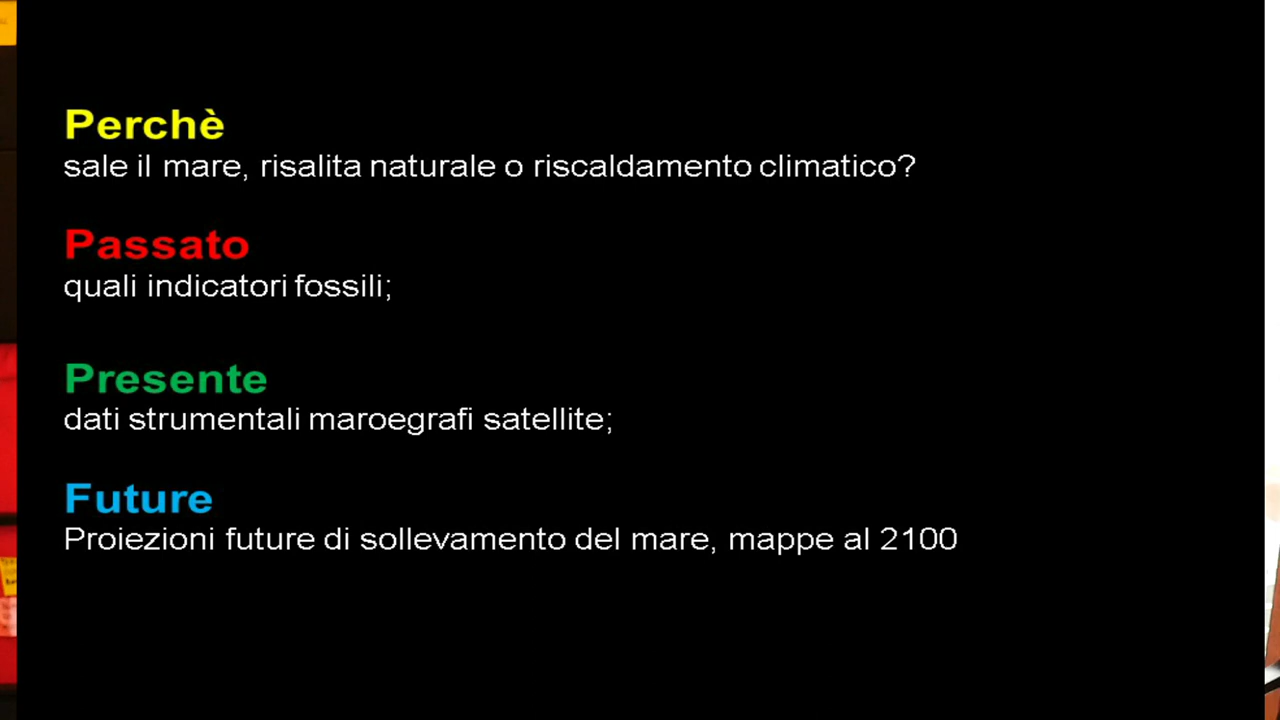 Perchè
sale il mare, risalita naturale o riscaldamento climatico?
Passato
quali indicatori fossili;
Presente
dati strumentali maroegrafi satellite;
Future
Proiezioni future di sollevamento del mare, mappe al 2100